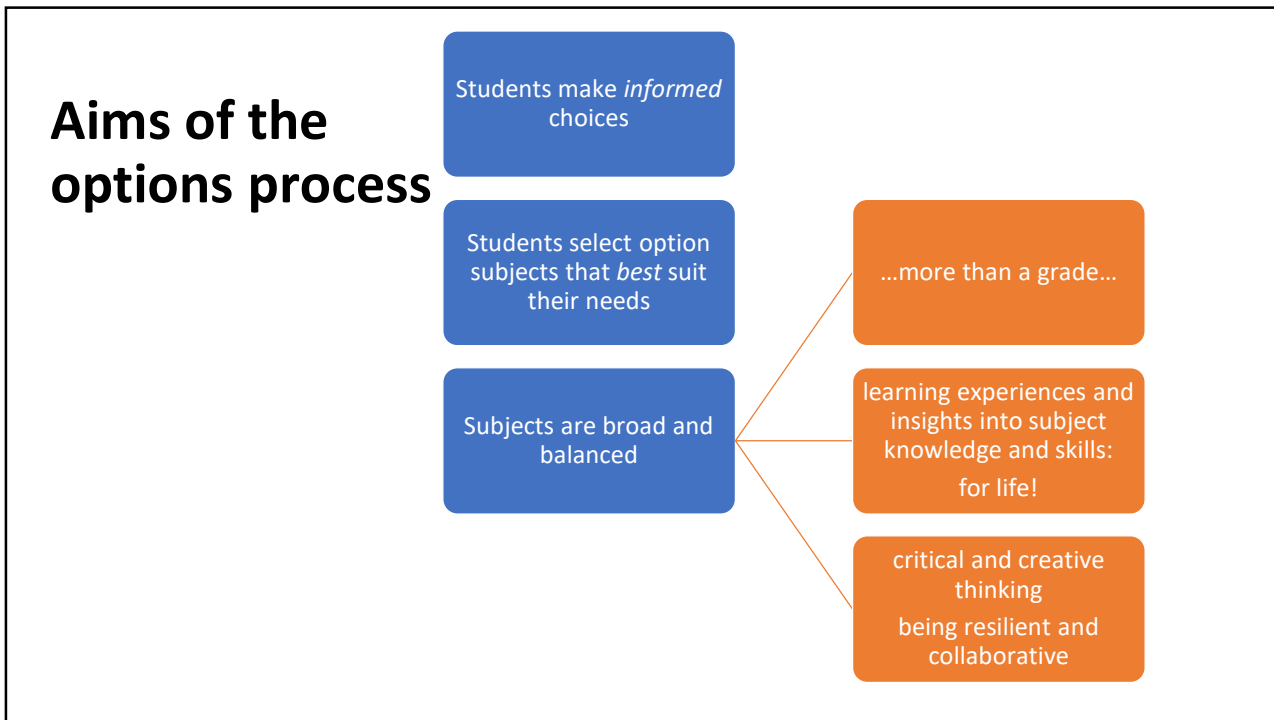 Aims of the
options process
Students make informed
choices
Students select option
subjects that best suit
their needs
Subjects are broad and
balanced
...more than a grade...
learning experiences and
insights into subject
knowledge and skills:
for life!
critical and creative
thinking
being resilient and
collaborative